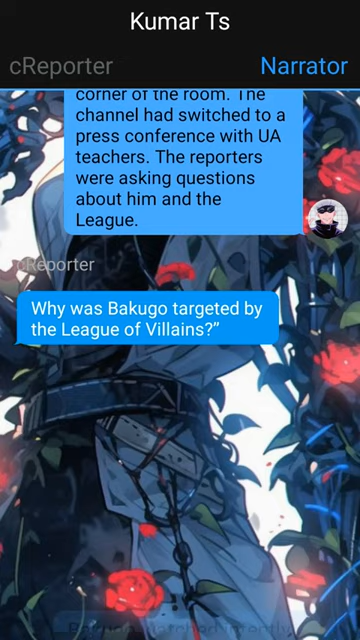 Kumar Ts
cReporter Narrator
corner of the room. The
channel had switched to a
press conference with UA
teachers. The reporters
were asking questions
about him and the
League.
cReporter
Why was Bakugo targeted by
the League of Villains?”